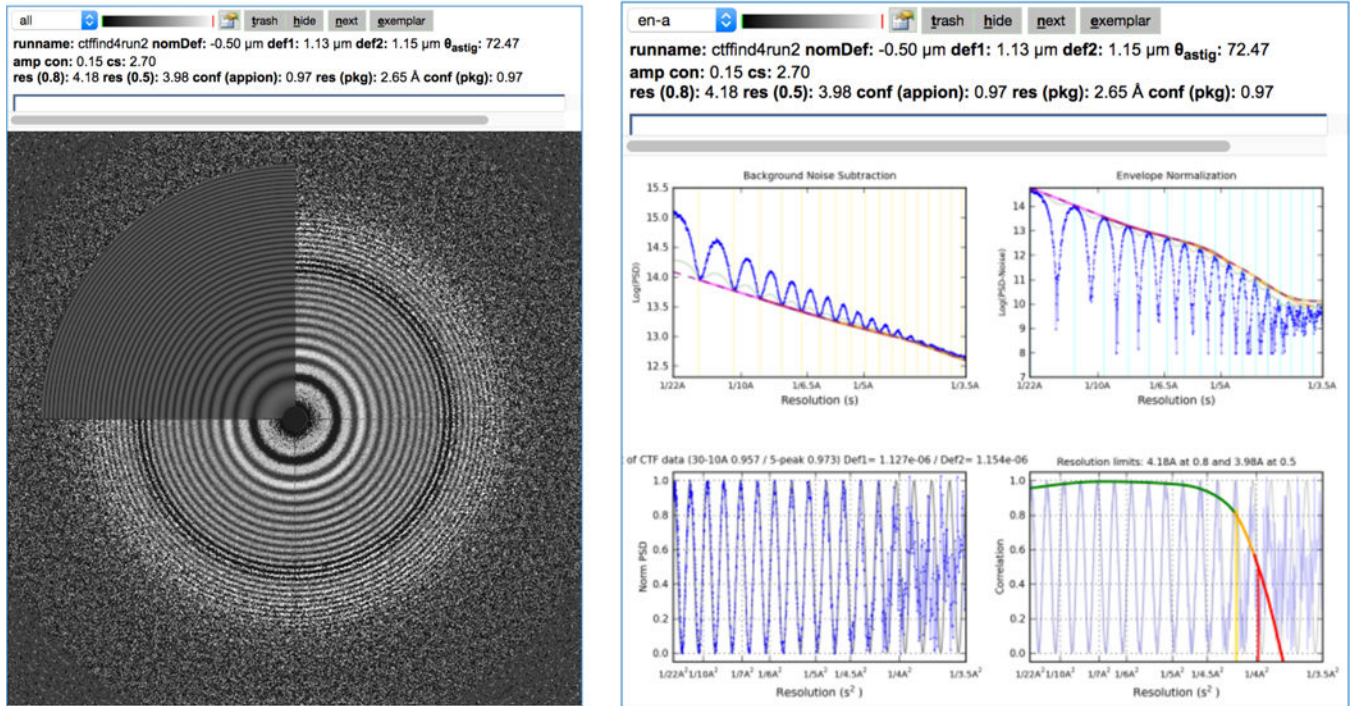 all
trash hide next exemplar
runname: ctffind4run2 nomDef: -0.50 μm def1: 1.13 μm def2: 1.15 μm θastig: 72.47
amp con: 0.15 cs: 2.70
res (0.8): 4.18 res (0.5): 3.98 conf (appion): 0.97 res (pkg): 2.65 Å conf (pkg): 0.97
en-a
trash hide next exemplar
runname: ctffind4run2 nomDef: -0.50 μm def1: 1.13 μm def2: 1.15 μm θastig: 72.47
amp con: 0.15 cs: 2.70
res (0.8): 4.18 res (0.5): 3.98 conf (appion): 0.97 res (pkg): 2.65 Å conf (pkg): 0.97
Background Noise Subtraction
Log(PSD)
15.5
15.0
14.5
14.0
13.5
13.0
12.5
1/22A 1/10A 1/6.5A 1/5A 1/3.5A
Resolution (s)
Envelope Normalization
Log(PSD-Noise)
14
13
12
11
10
9
8
7
1/22A 1/10A 1/6.5A 1/5A 1/3.5A
Resolution (s)
t of CTF data (30-10A 0.957 / 5-peak 0.973) Def1= 1.127e-06 / Def2= 1.154e-06
Norm PSD
1.0
0.8
0.6
0.4
0.2
0.0
1/22A² 1/10A² 1/7A² 1/6A² 1/5A² 1/4.5A² 1/4A² 1/3.5A²
Resolution (s²)
Resolution limits: 4.18A at 0.8 and 3.98A at 0.5
Correlation
1.0
0.8
0.6
0.4
0.2
0.0
1/22A² 1/10A² 1/7A² 1/6A² 1/5A² 1/4.5A² 1/4A² 1/3.5A²
Resolution (s²)